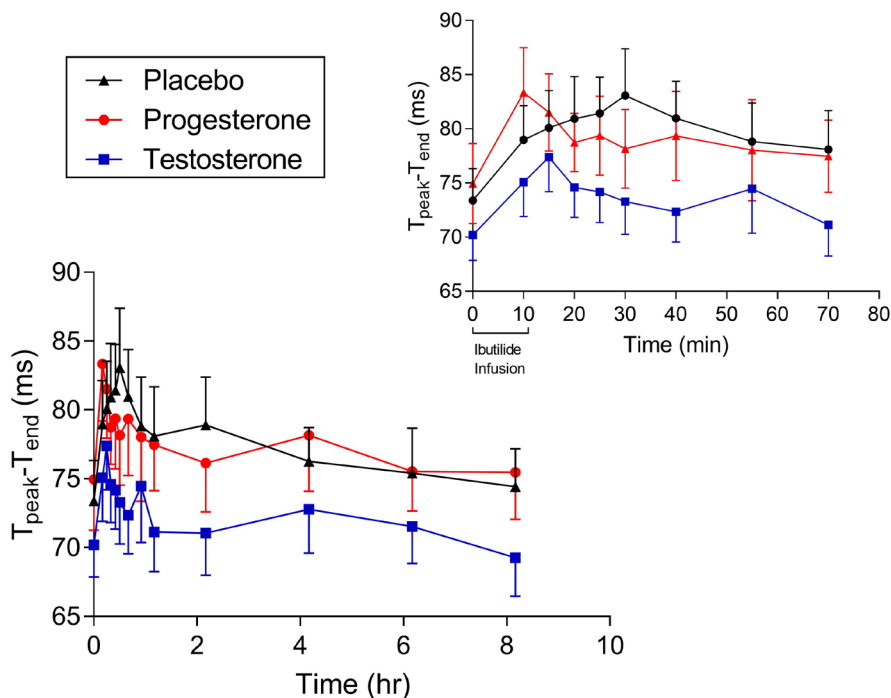 Placebo
Progesterone
Testosterone
90
85
80
75
70
65
Tpeak-Tend (ms)
0 10 20 30 40 50 60 70 80
Time (min)
Ibutilide
Infusion
90
85
80
75
70
65
Tpeak-Tend (ms)
0 2 4 6 8 10
Time (hr)